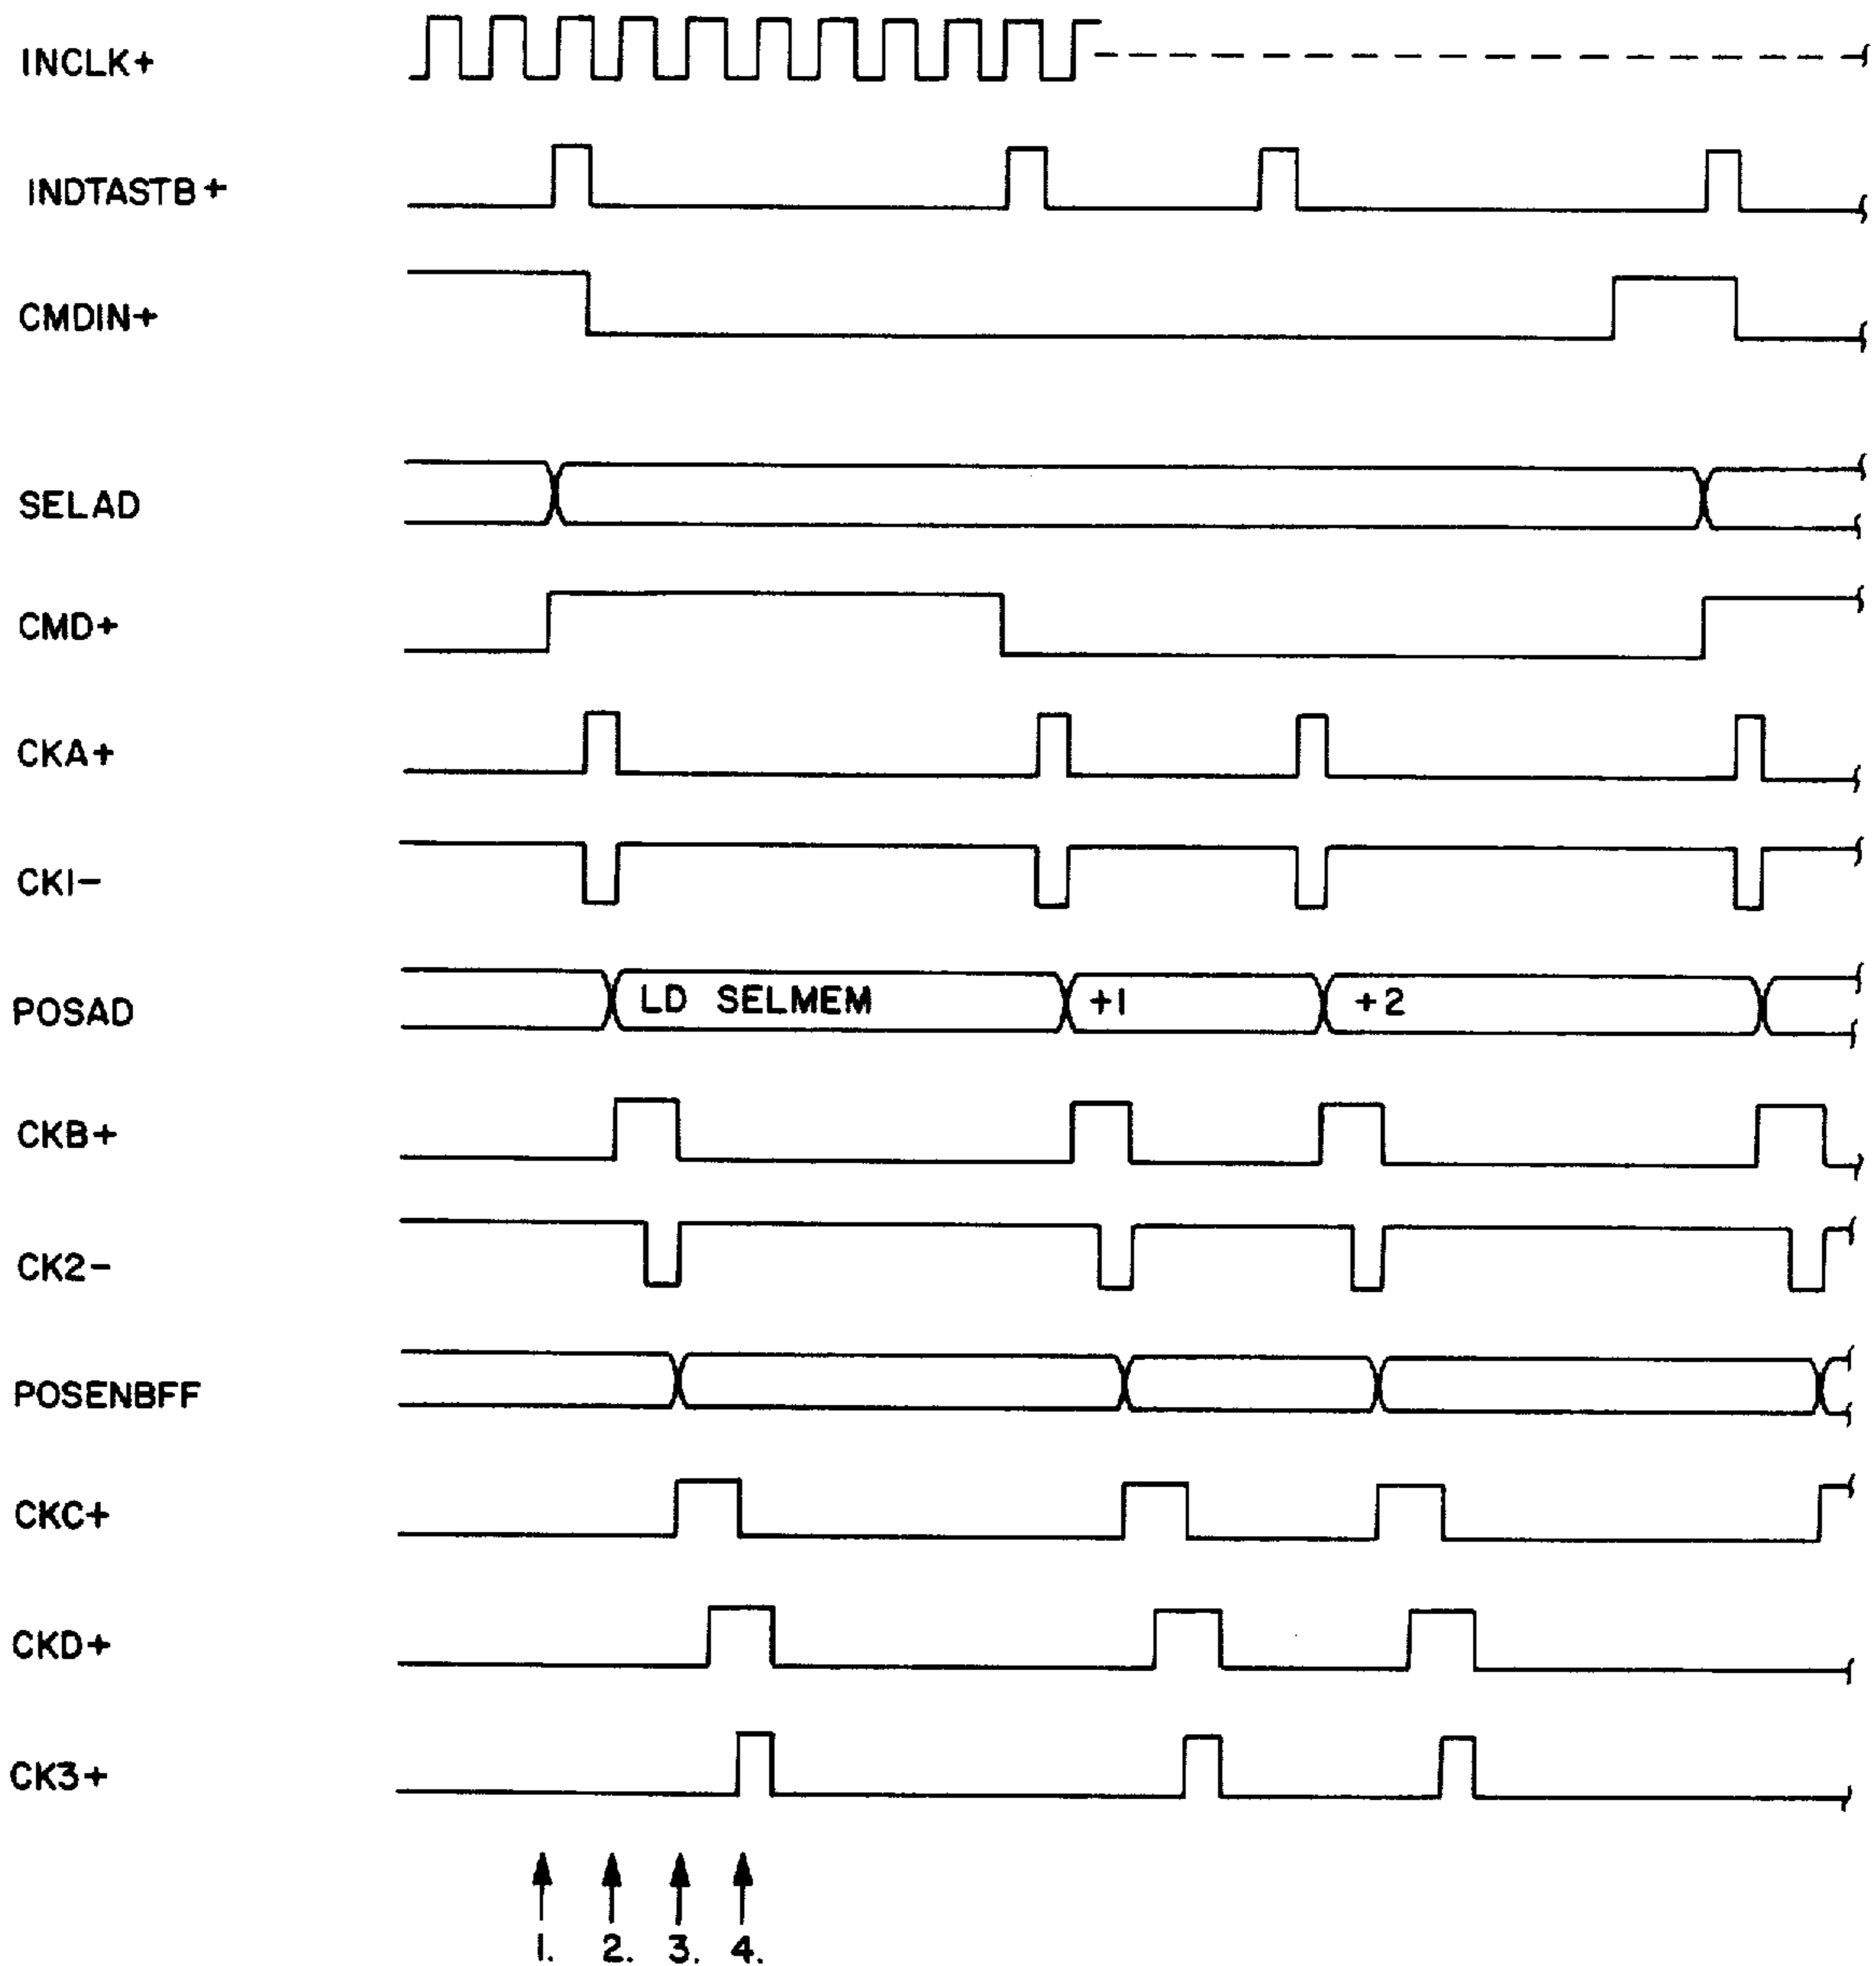 INCLK+
INDTASTB+
CMDIN+
SELAD
CMD+
CKA+
CK1-
POSAD LD SELMEM +1 +2
CKB+
CK2-
POSENBFF
CKC+
CKD+
CK3+
1. 2. 3. 4.